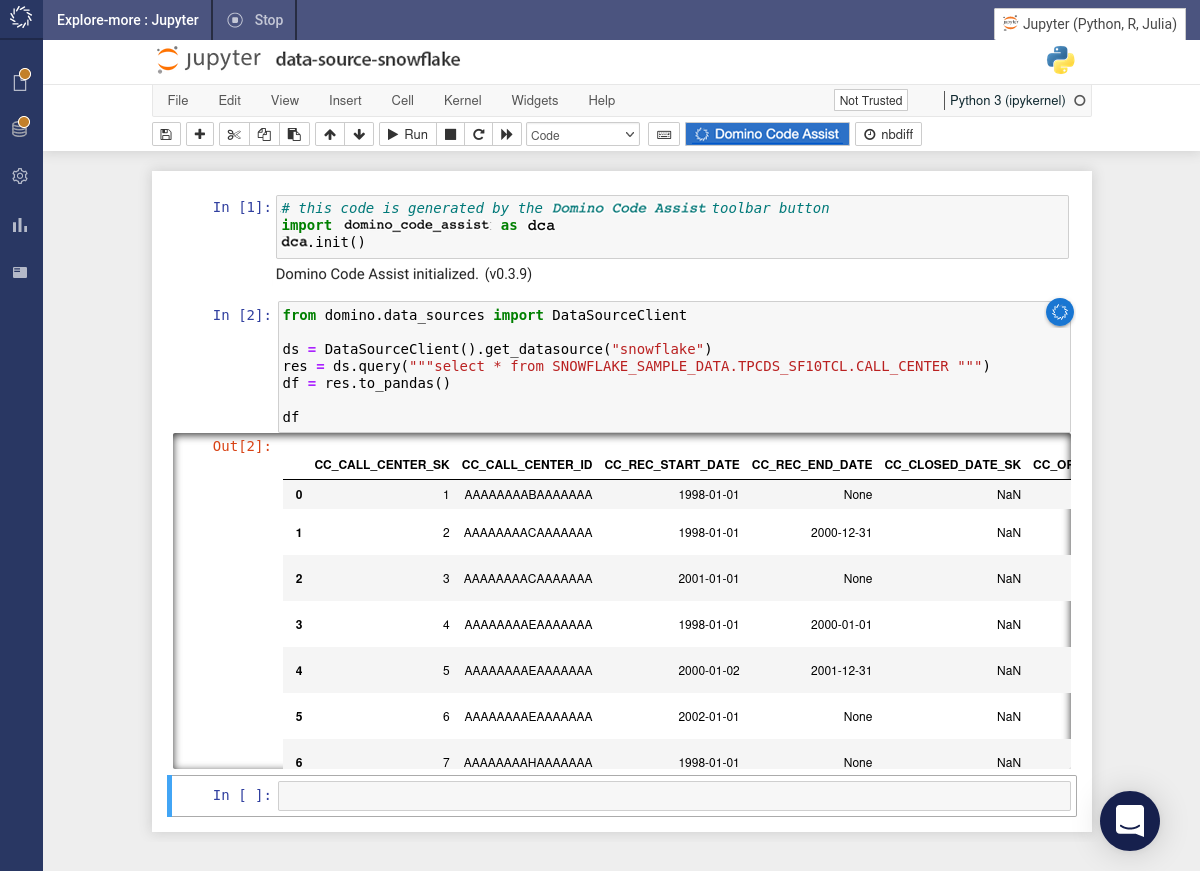 Explore-more : Jupyter
Stop
Jupyter (Python, R, Julia)
jupyter data-source-snowflake
File Edit View Insert Cell Kernel Widgets Help
Not Trusted
Python 3 (ipykernel)
Run
Code
Domino Code Assist
nbdiff
In [1]: # this code is generated by the Domino Code Assist toolbar button
import domino_code_assist as dca
dca.init()
Domino Code Assist initialized. (v0.3.9)
In [2]: from domino.data_sources import DataSourceClient
ds = DataSourceClient().get_datasource("snowflake")
res = ds.query("""select * from SNOWFLAKE_SAMPLE_DATA.TPCDS_SF10TCL.CALL_CENTER """)
df = res.to_pandas()
df
Out[2]:
CC_CALL_CENTER_SK CC_CALL_CENTER_ID CC_REC_START_DATE CC_REC_END_DATE CC_CLOSED_DATE_SK
0 1 AAAAAAAABAAAAAAA 1998-01-01 None NaN
1 2 AAAAAAAACAAAAAAA 1998-01-01 2000-12-31 NaN
2 3 AAAAAAAACAAAAAAA 2001-01-01 None NaN
3 4 AAAAAAAAEAAAAAAA 1998-01-01 2000-01-01 NaN
4 5 AAAAAAAAEAAAAAAA 2000-01-02 2001-12-31 NaN
5 6 AAAAAAAAEAAAAAAA 2002-01-01 None NaN
6 7 AAAAAAAAHAAAAAAA 1998-01-01 None NaN
In [ ]: